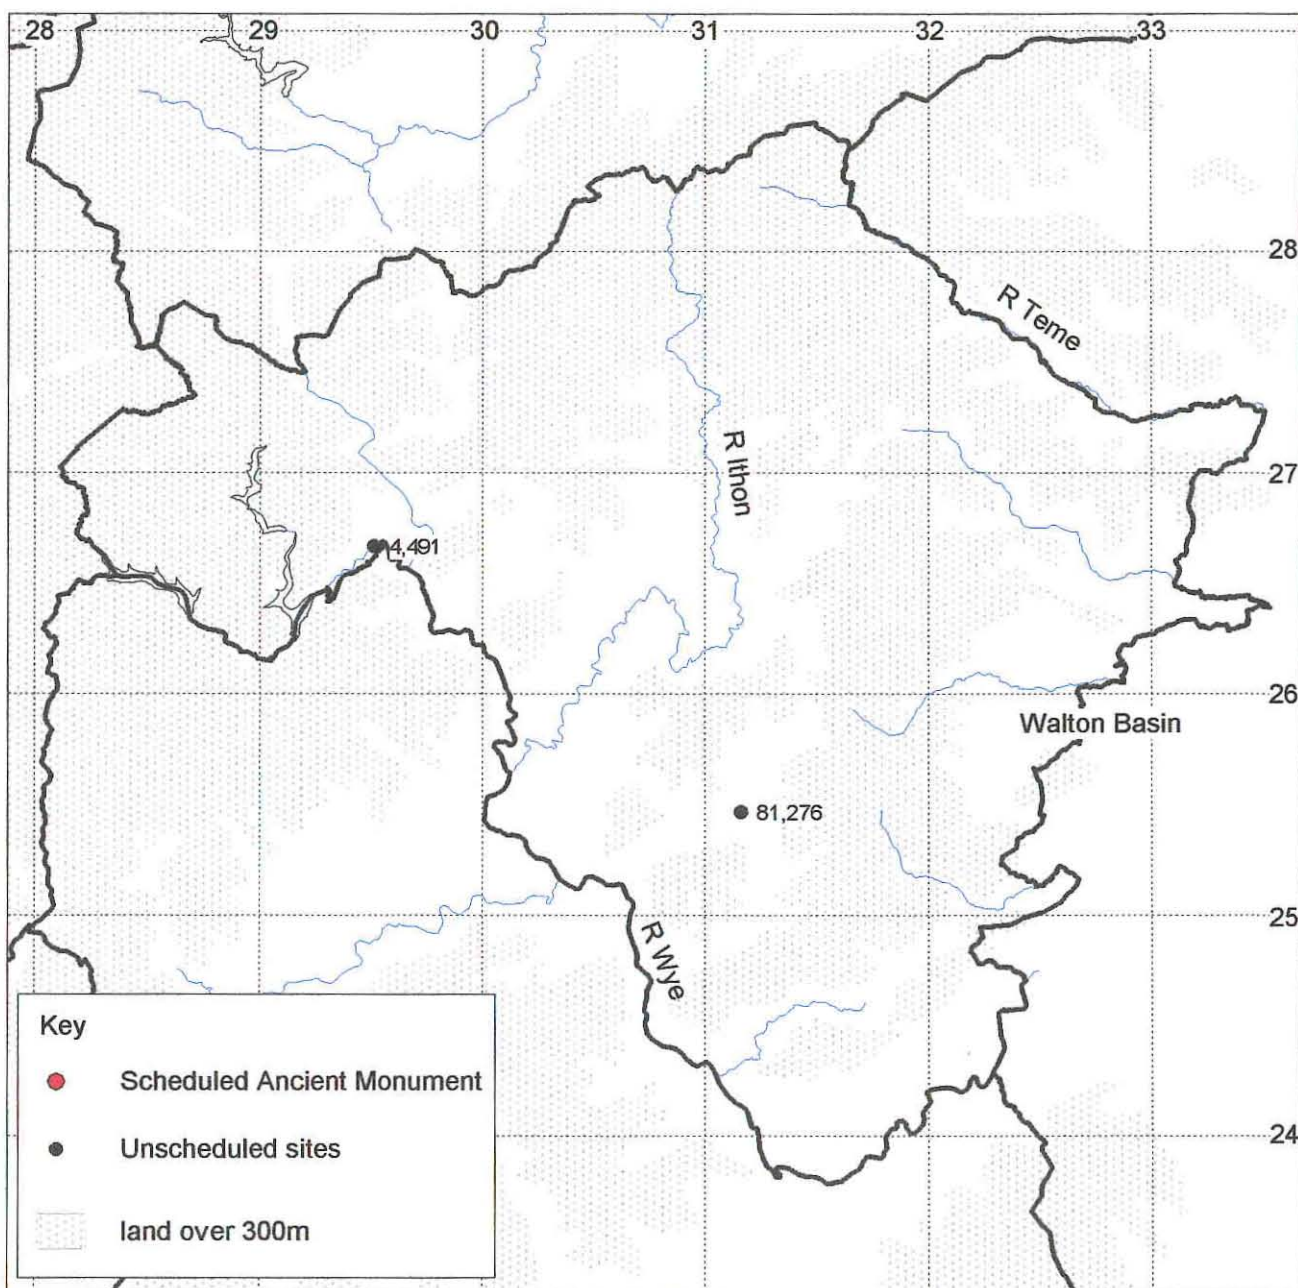 28 29 30 31 32 33
28
R Teme
R Ithon
27
4,491
26
Walton Basin
81,276
25
R Wye
Key
Scheduled Ancient Monument
Unscheduled sites
24
land over 300m